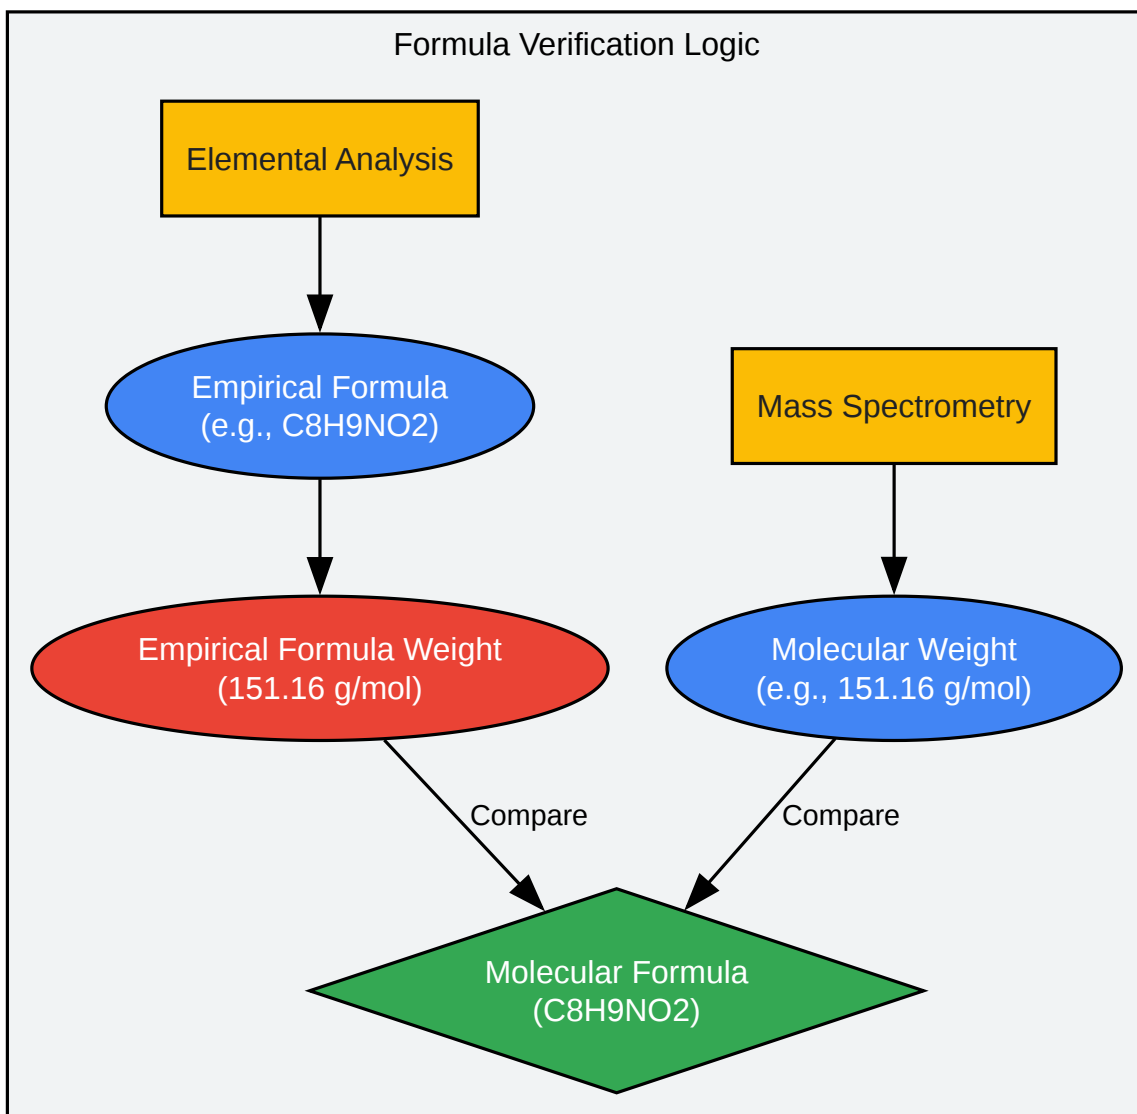 Formula Verification Logic
Elemental Analysis
Empirical Formula
(e.g., C8H9NO2)
Mass Spectrometry
Empirical Formula Weight
(151.16 g/mol)
Molecular Weight
(e.g., 151.16 g/mol)
Compare
Compare
Molecular Formula
(C8H9NO2)